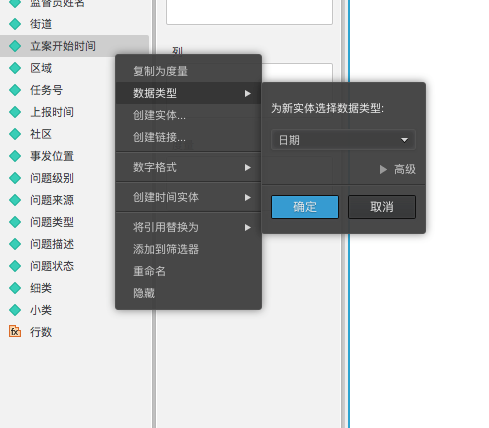 监督员姓名
街道
立案开始时间
区域
任务号
上报时间
社区
事发位置
问题级别
问题来源
问题类型
问题描述
问题状态
细类
小类
fx 行数
列
复制为度量
数据类型
创建实体...
创建链接...
数字格式
创建时间实体
将引用替换为
添加到筛选器
重命名
隐藏
为新实体选择数据类型:
日期
高级
确定 取消